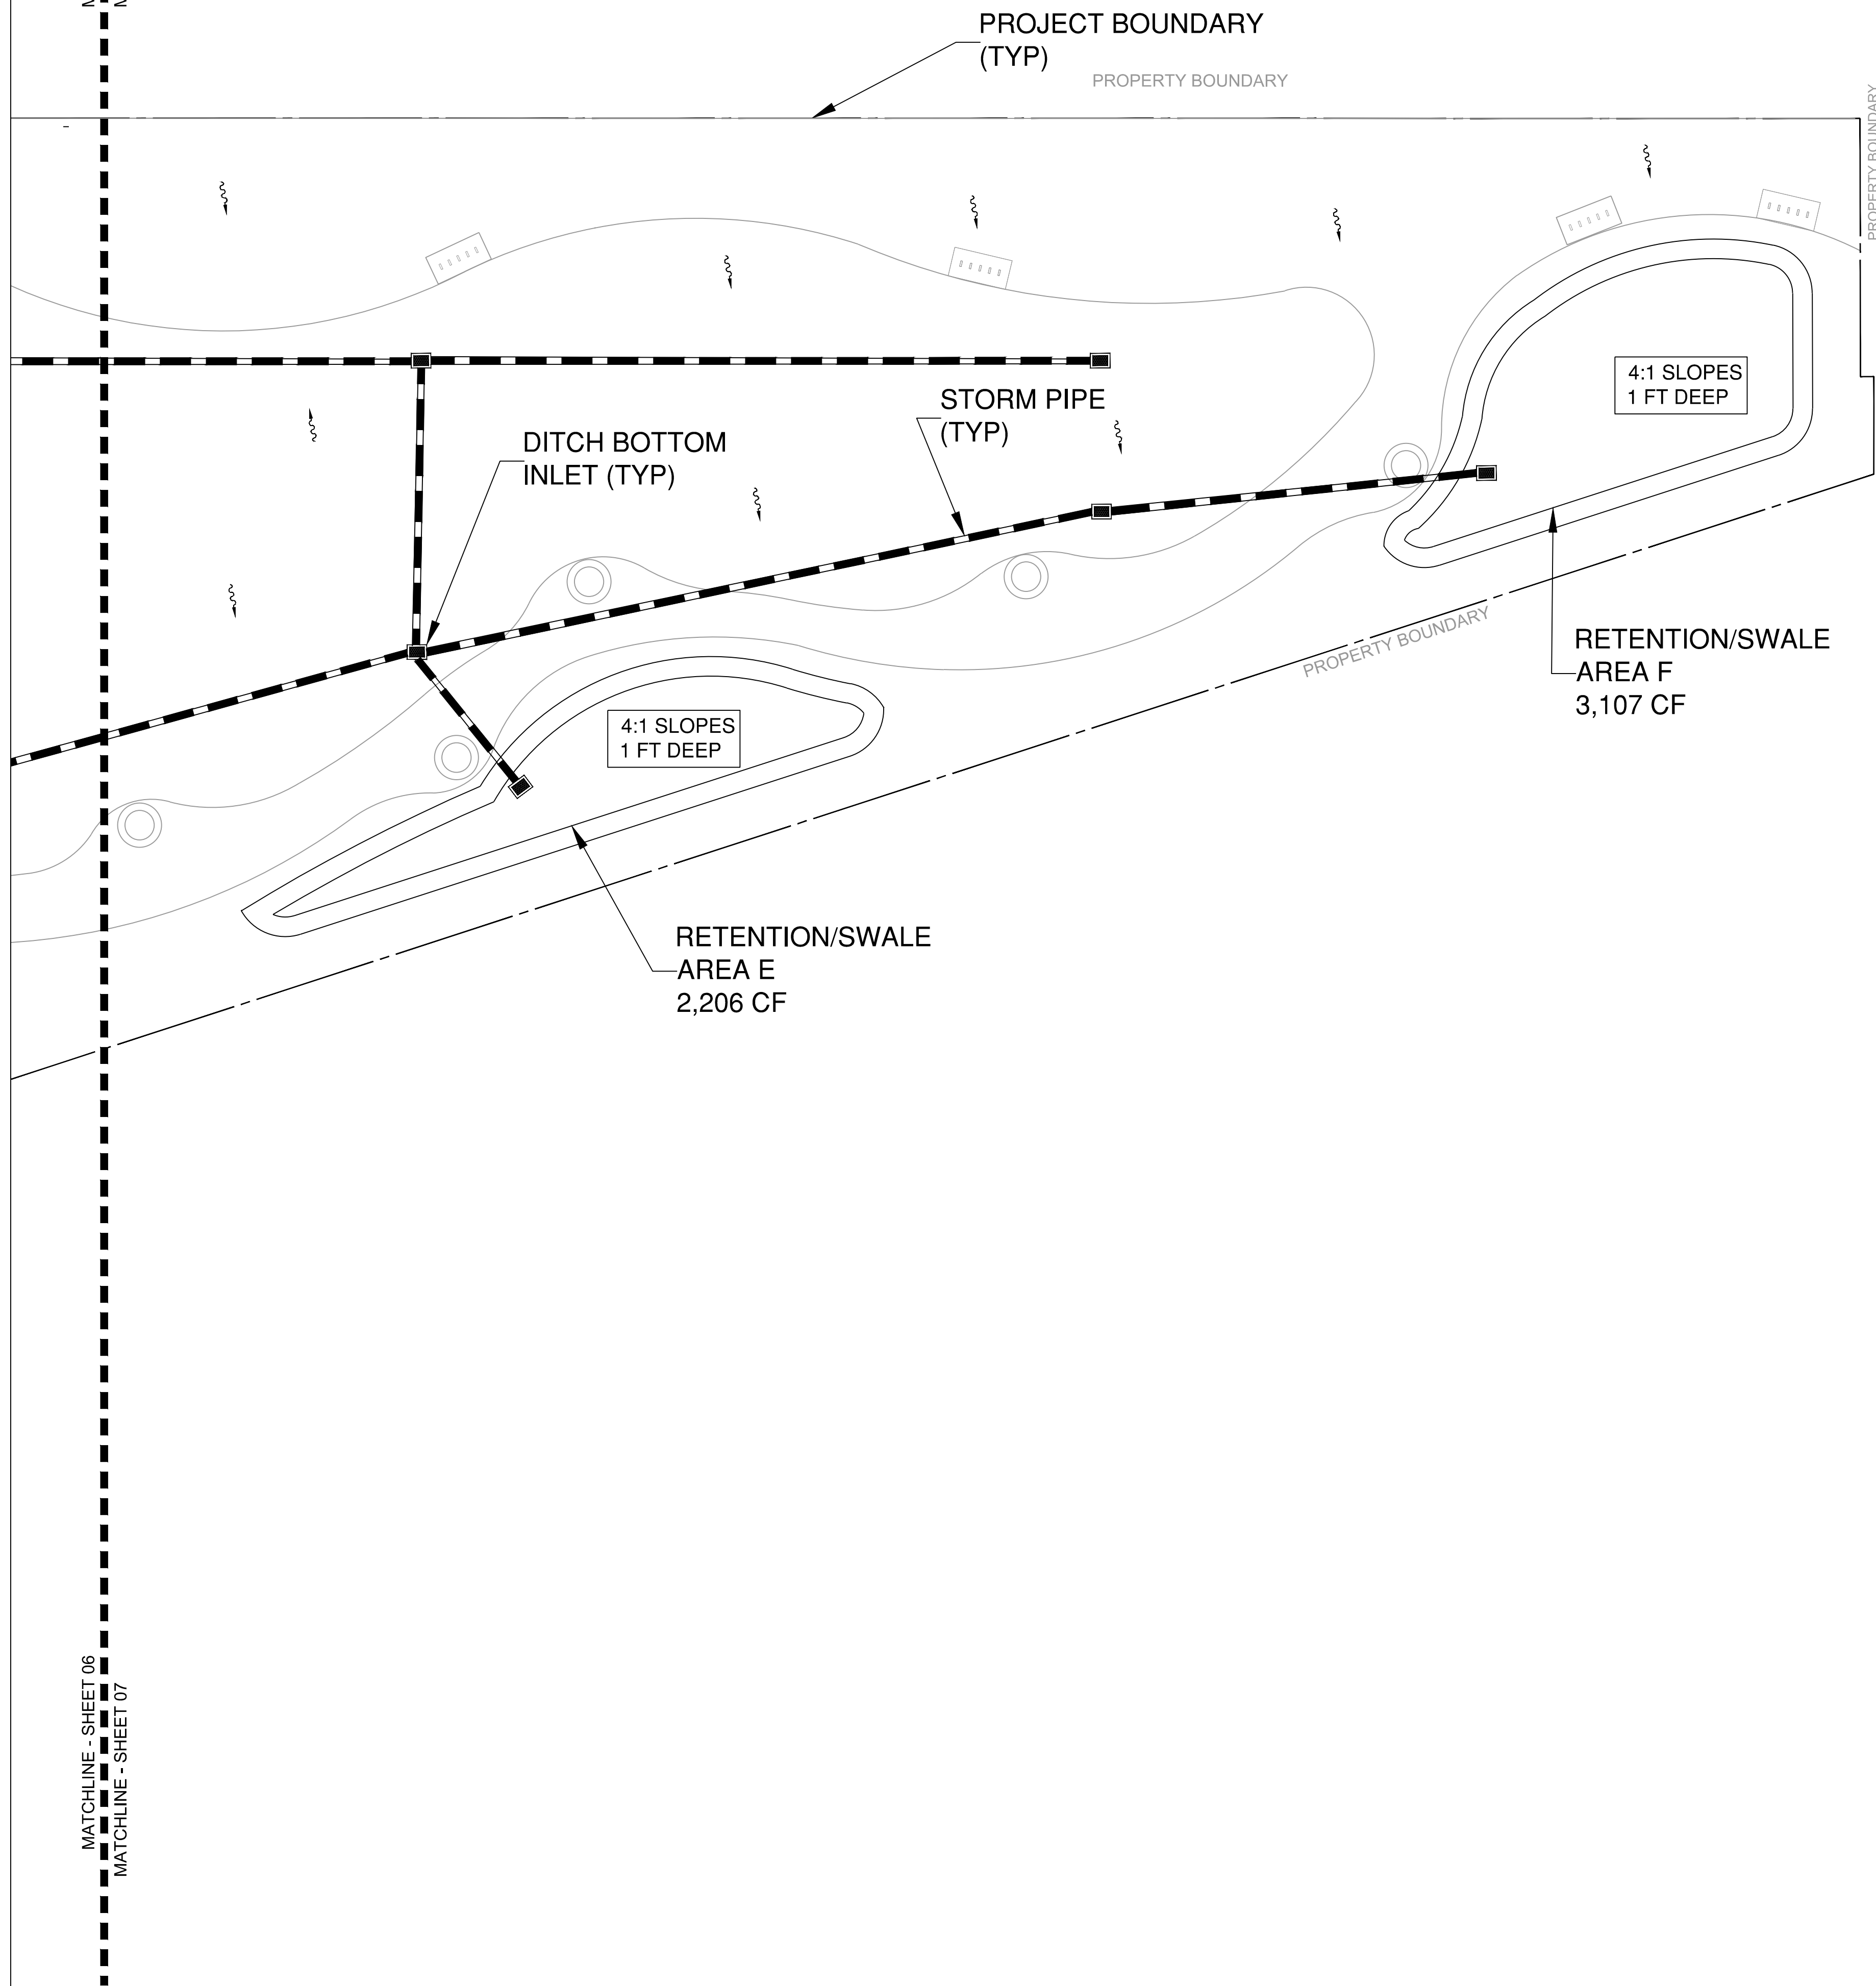 PROJECT BOUNDARY
(TYP)
PROPERTY BOUNDARY
PROPERTY BOUNDARY
4:1 SLOPES
1 FT DEEP
STORM PIPE
(TYP)
DITCH BOTTOM
INLET (TYP)
PROPERTY BOUNDARY
RETENTION/SWALE
AREA F
3,107 CF
4:1 SLOPES
1 FT DEEP
RETENTION/SWALE
AREA E
2,206 CF
MATCHLINE - SHEET 06
MATCHLINE - SHEET 07